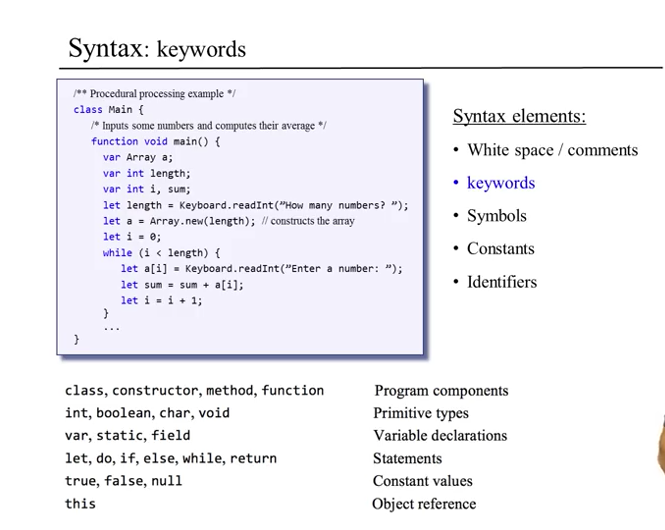 Syntax: keywords
/** Procedural processing example */
class Main {
/* Inputs some numbers and computes their average */
function void main() {
var Array a;
var int length;
var int i, sum;
let length = Keyboard.readInt(”How many numbers? ”);
let a = Array.new(length); // constructs the array
let i = 0;
while (i < length) {
let a[i] = Keyboard.readInt(”Enter a number: ”);
let sum = sum + a[i];
let i = i + 1;
}
...
}
Syntax elements:
• White space / comments
• keywords
• Symbols
• Constants
• Identifiers
class, constructor, method, function Program components
int, boolean, char, void Primitive types
var, static, field Variable declarations
let, do, if, else, while, return Statements
true, false, null Constant values
this Object reference